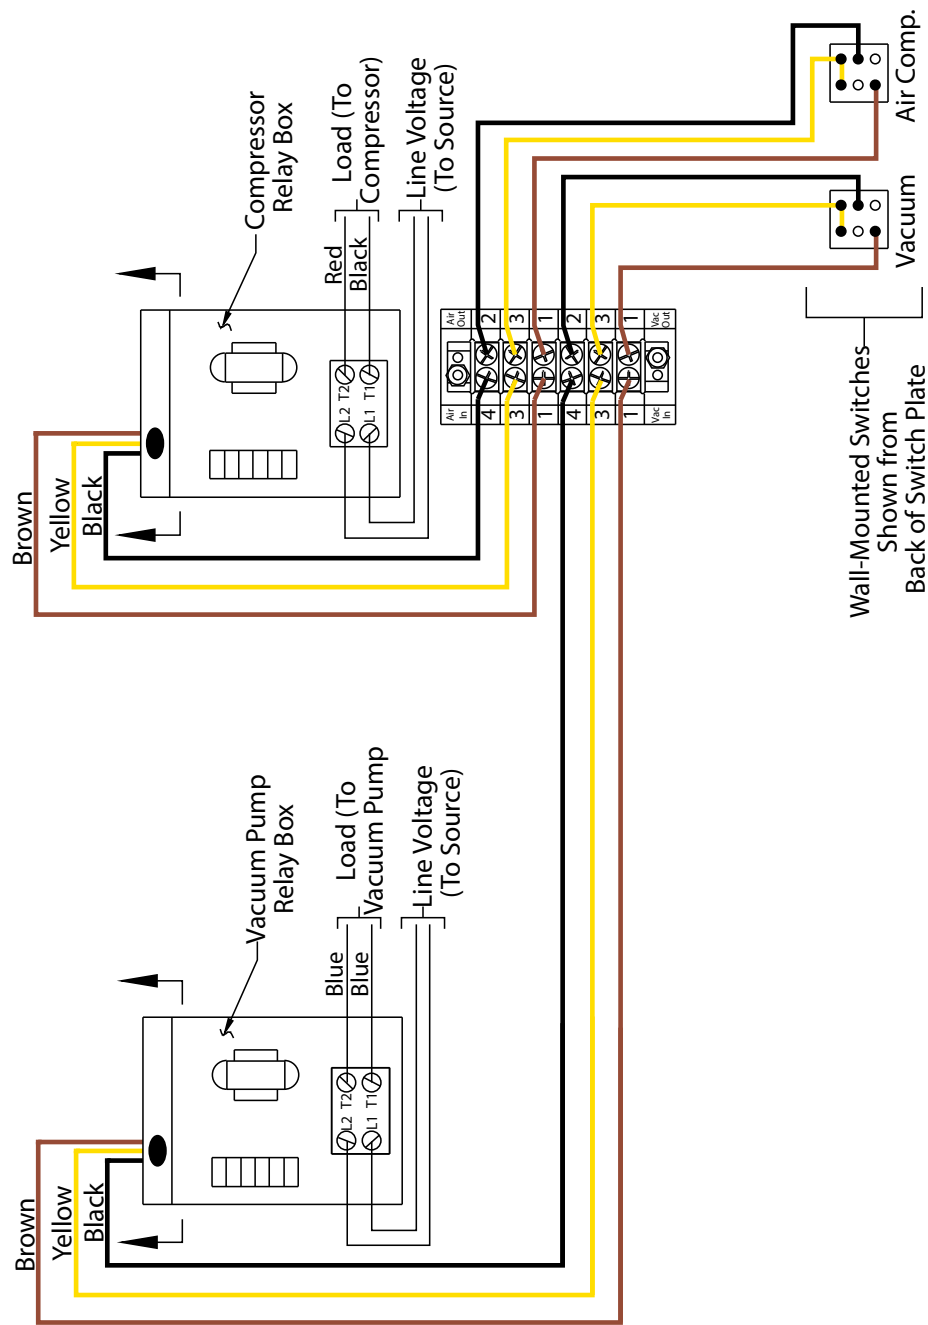 Brown
Yellow
Black
Vacuum Pump
Relay Box
L2 T2
L1 T1
Blue
Blue
Load (To
Vacuum Pump
Line Voltage
(To Source)
Brown
Yellow
Black
Compressor
Relay Box
L2 T2
L1 T1
Red
Black
Load (To
Compressor)
Line Voltage
(To Source)
Air
In
4
3
1
4
3
1
Vac
In
Air
Out
2
3
1
2
3
1
Vac
Out
Air Comp.
Vacuum
Wall-Mounted Switches
Shown from
Back of Switch Plate